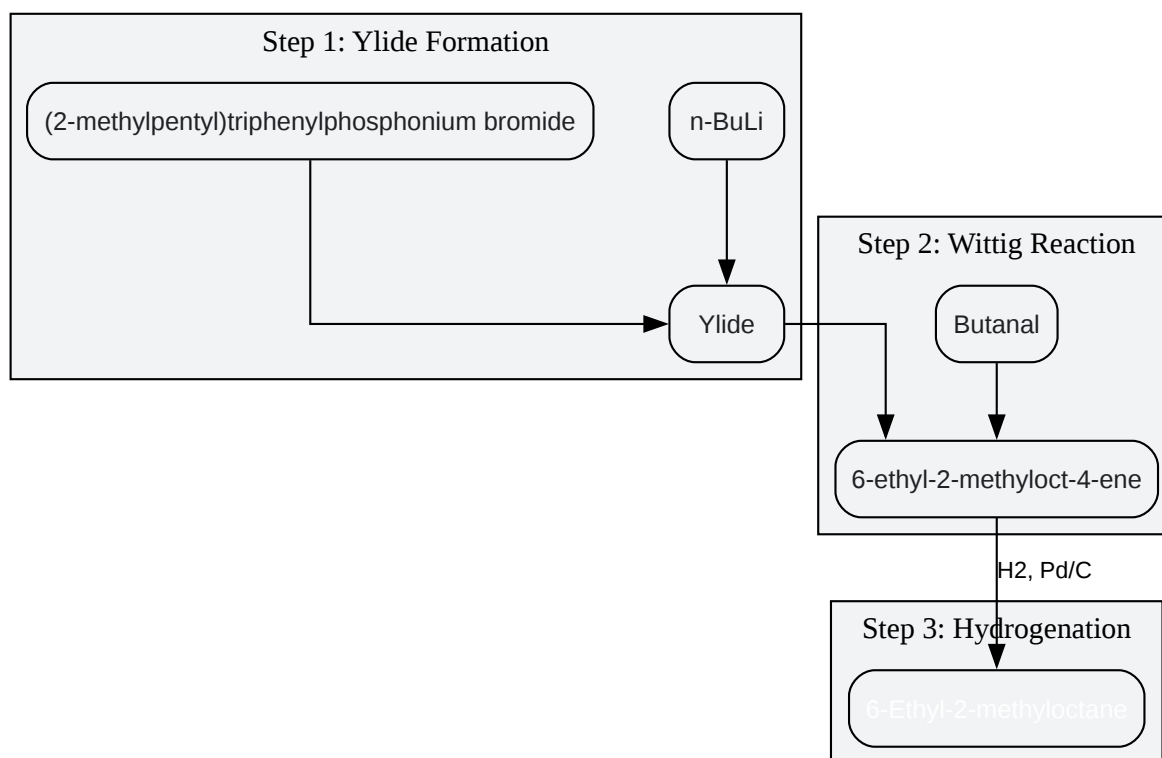 Step 1: Ylide Formation
(2-methylpentyl)triphenylphosphonium bromide
n-BuLi
Ylide
Step 2: Wittig Reaction
Butanal
6-ethyl-2-methyloct-4-ene
H2, Pd/C
Step 3: Hydrogenation
6-Ethyl-2-methyloctane